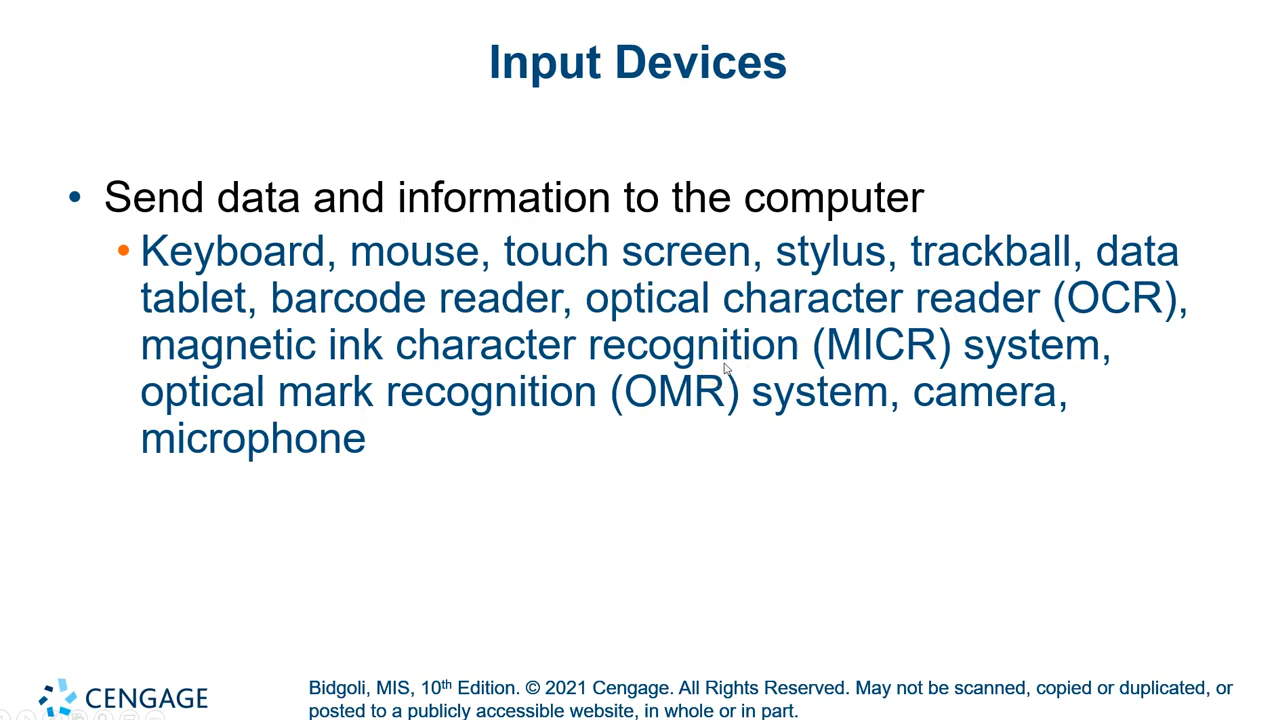 Input Devices
• Send data and information to the computer
• Keyboard, mouse, touch screen, stylus, trackball, data
tablet, barcode reader, optical character reader (OCR),
magnetic ink character recognition (MICR) system,
optical mark recognition (OMR) system, camera,
microphone
CENGAGE
Bidgoli, MIS, 10th Edition. © 2021 Cengage. All Rights Reserved. May not be scanned, copied or duplicated, or
posted to a publicly accessible website, in whole or in part.